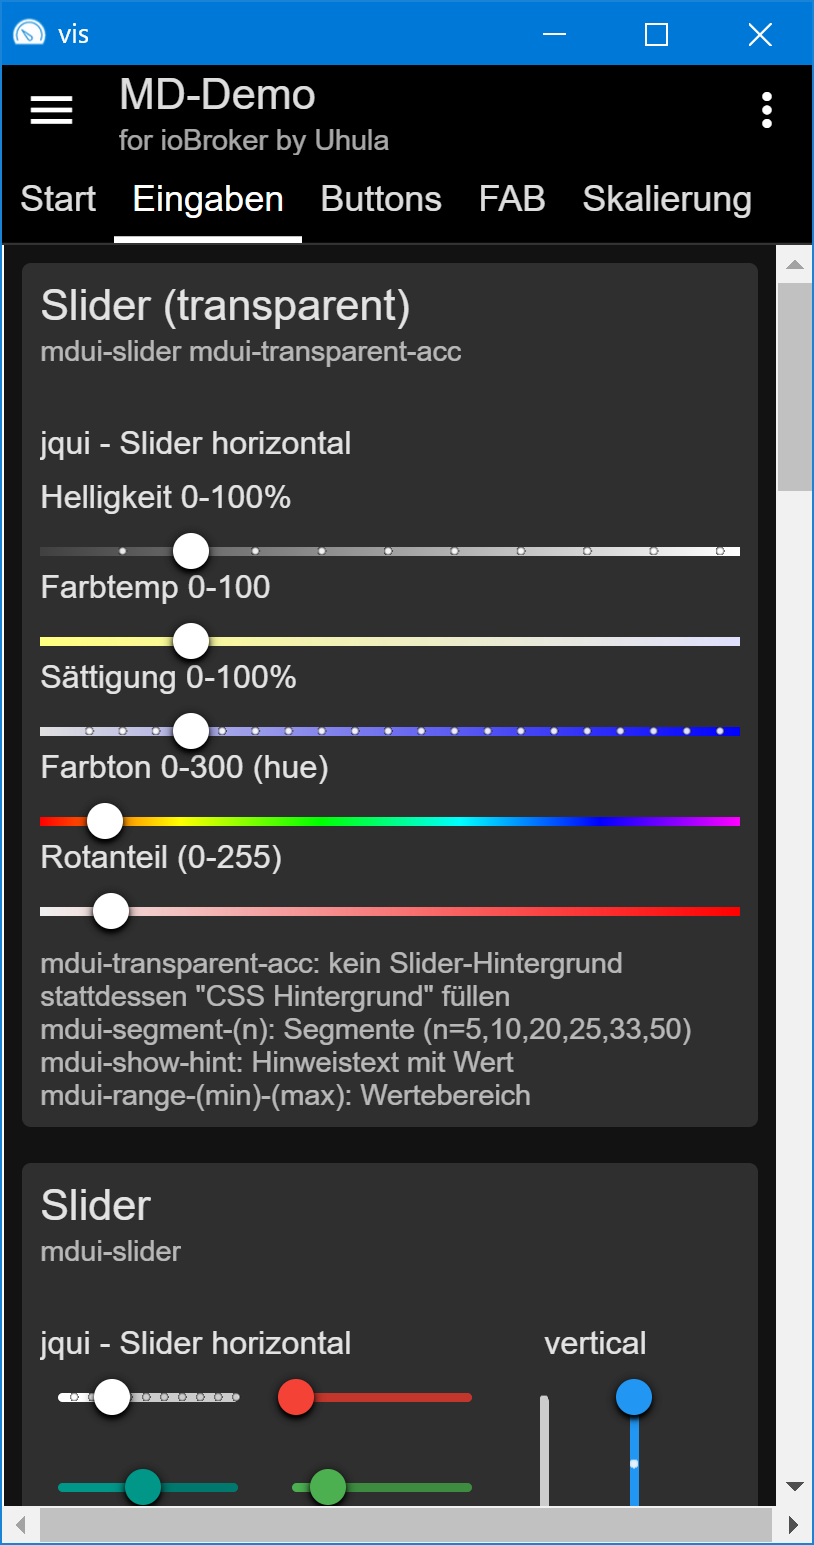 vis
MD-Demo
for ioBroker by Uhula
Start Eingaben Buttons FAB Skalierung
Slider (transparent)
mdui-slider mdui-transparent-acc
jqui - Slider horizontal
Helligkeit 0-100%
Farbtemp 0-100
Sättigung 0-100%
Farbton 0-300 (hue)
Rotanteil (0-255)
mdui-transparent-acc: kein Slider-Hintergrund
stattdessen "CSS Hintergrund" füllen
mdui-segment-(n): Segmente (n=5,10,20,25,33,50)
mdui-show-hint: Hinweistext mit Wert
mdui-range-(min)-(max): Wertebereich
Slider
mdui-slider
jqui - Slider horizontal vertical